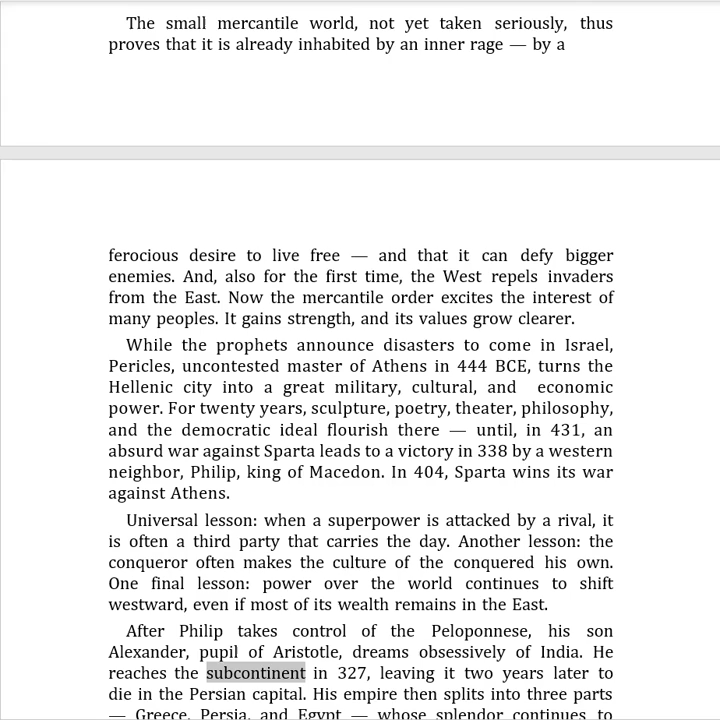 The small mercantile world, not yet taken seriously, thus
proves that it is already inhabited by an inner rage — by a
ferocious desire to live free — and that it can defy bigger
enemies. And, also for the first time, the West repels invaders
from the East. Now the mercantile order excites the interest of
many peoples. It gains strength, and its values grow clearer.
While the prophets announce disasters to come in Israel,
Pericles, uncontested master of Athens in 444 BCE, turns the
Hellenic city into a great military, cultural, and economic
power. For twenty years, sculpture, poetry, theater, philosophy,
and the democratic ideal flourish there — until, in 431, an
absurd war against Sparta leads to a victory in 338 by a western
neighbor, Philip, king of Macedon. In 404, Sparta wins its war
against Athens.
Universal lesson: when a superpower is attacked by a rival, it
is often a third party that carries the day. Another lesson: the
conqueror often makes the culture of the conquered his own.
One final lesson: power over the world continues to shift
westward, even if most of its wealth remains in the East.
After Philip takes control of the Peloponnese, his son
Alexander, pupil of Aristotle, dreams obsessively of India. He
reaches the subcontinent in 327, leaving it two years later to
die in the Persian capital. His empire then splits into three parts
— Greece, Persia, and Egypt — whose splendor continues to